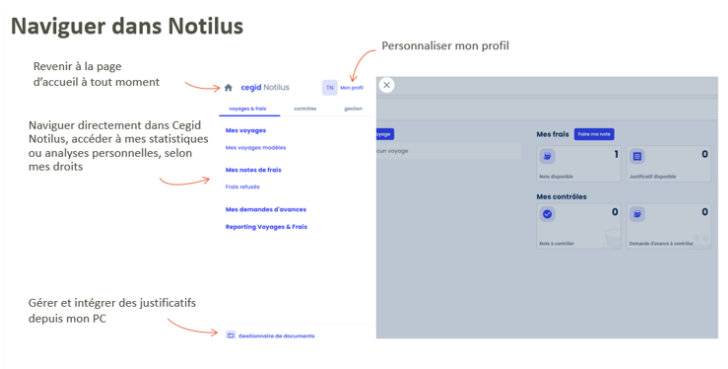 Naviguer dans Notilus
Personnaliser mon profil
Revenir à la page
d'accueil à tout moment
cegid Notilus
TN
Mon profil
voyages & frais
contrôles
gestion
Naviguer directement dans Cegid
Notilus, accéder à mes statistiques
ou analyses personnelles, selon
mes droits
Mes voyages
Mes voyages modèles
Mes notes de frais
Frais refusés
Mes demandes d'avances
Reporting Voyages & Frais
oyage
cun voyage
Mes frais
Faire ma note
1
Note disponible
0
Justificatif disponible
Mes contrôles
0
Note à contrôler
0
Demande d'avance à contrôler
Gérer et intégrer des justificatifs
depuis mon PC
Gestionnaire de documents